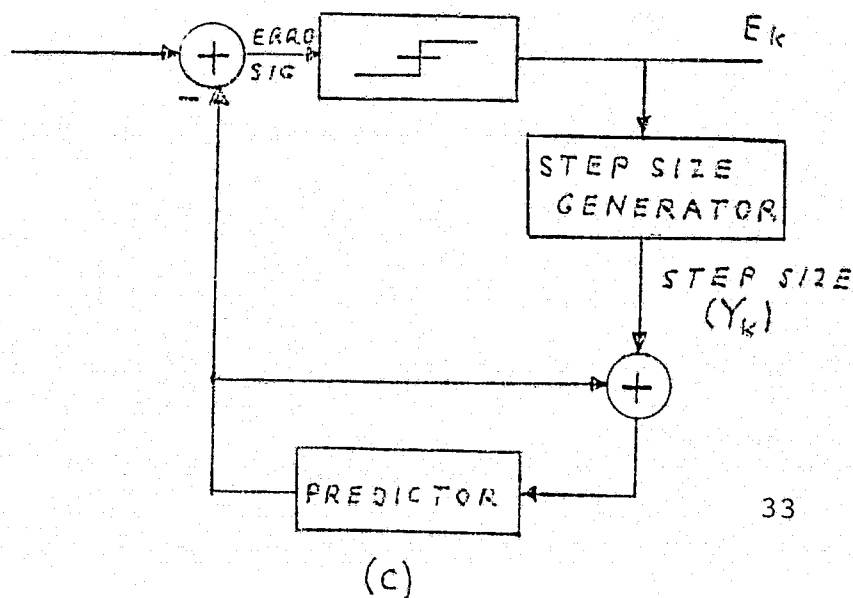 ERRO
SIG
Ek
STEP SIZE
GENERATOR
STEP SIZE
(Yk)
PREDICTOR
33
(C)